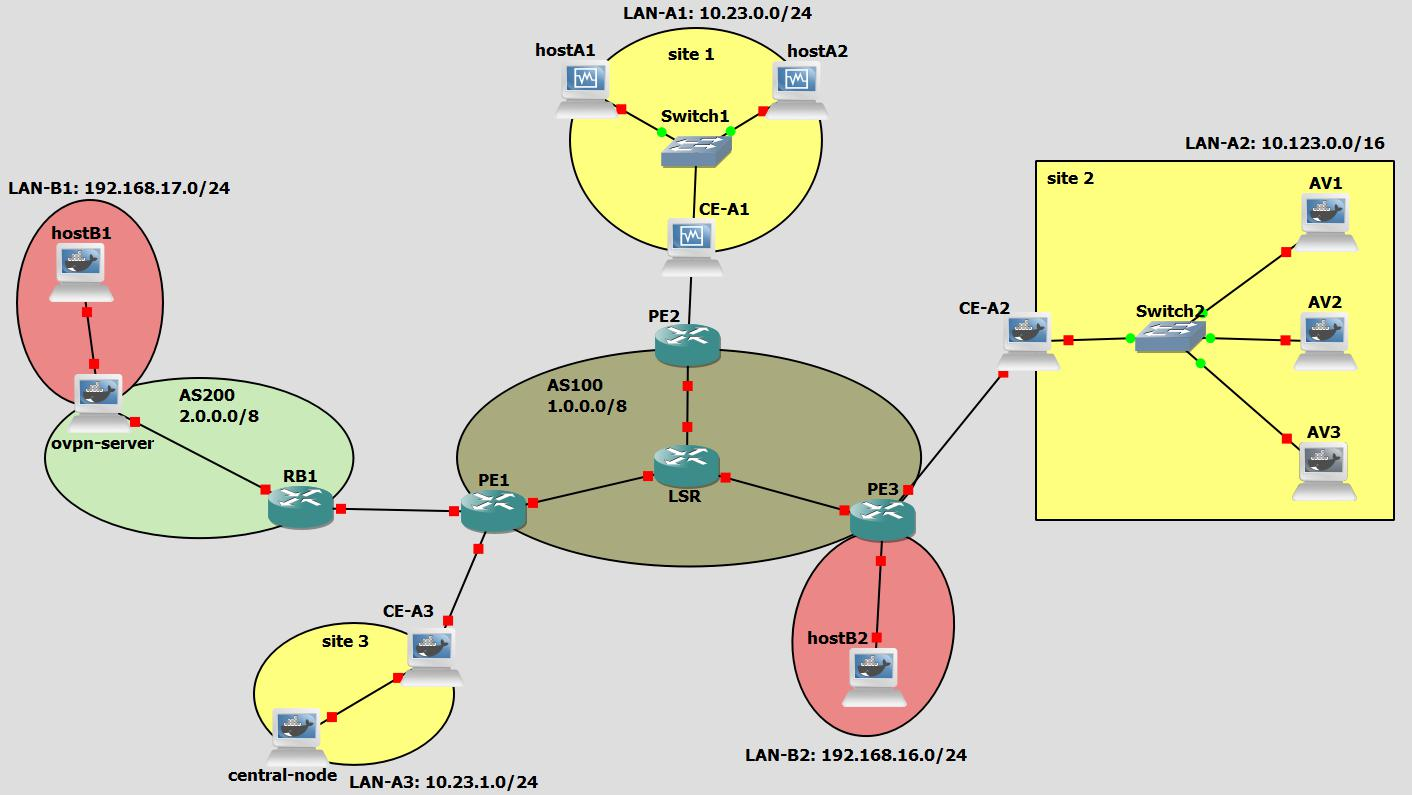 LAN-A1: 10.23.0.0/24
hostA1
hostA2
site 1
Switch1
LAN-A2: 10.123.0.0/16
site 2
AV1
LAN-B1: 192.168.17.0/24
hostB1
CE-A1
CE-A2
Switch2
AV2
PE2
AS200
2.0.0.0/8
AS100
1.0.0.0/8
ovpn-server
AV3
RB1
PE1
LSR
PE3
CE-A3
site 3
hostB2
central-node
LAN-A3: 10.23.1.0/24
LAN-B2: 192.168.16.0/24